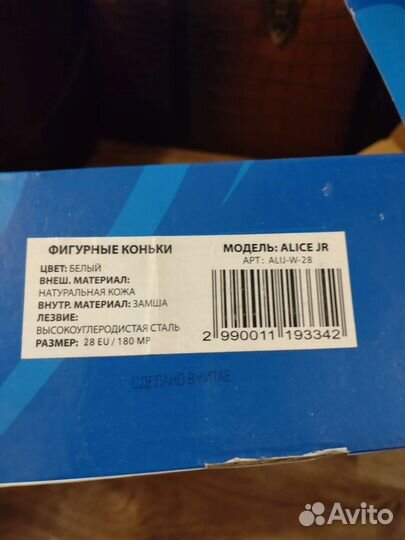 ФИГУРНЫЕ КОНЬКИ
ЦВЕТ: БЕЛЫЙ
ВНЕШ. МАТЕРИАЛ:
НАТУРАЛЬНАЯ КОЖА
ВНУТР. МАТЕРИАЛ: ЗАМША
ЛЕЗВИЕ:
ВЫСОКОУГЛЕРОДИСТАЯ СТАЛЬ
РАЗМЕР: 28 EU / 180 MP
МОДЕЛЬ: ALICE JR
АРТ.: ALIJ-W-28
2 990011 193342
СДЕЛАНО В КИТАЕ
Avito